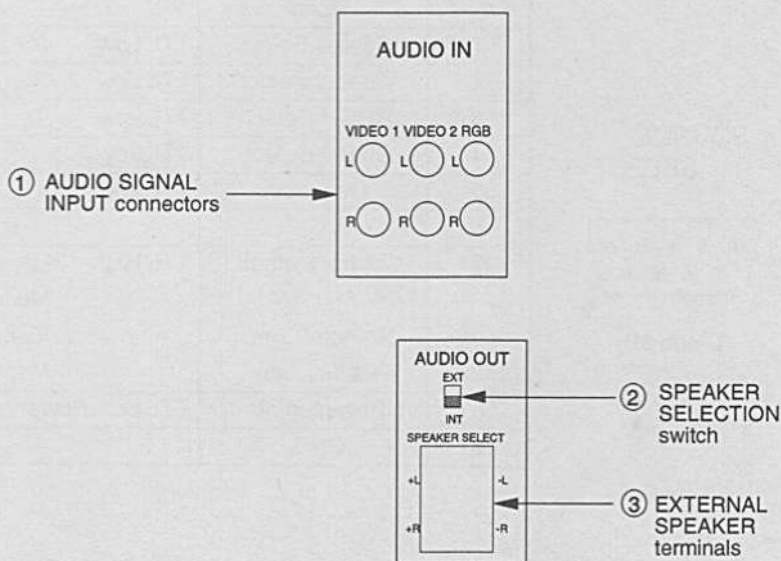 AUDIO IN
VIDEO 1 VIDEO 2 RGB
L L L
① AUDIO SIGNAL
INPUT connectors
R R R
AUDIO OUT
EXT
② SPEAKER
SELECTION
switch
INT
SPEAKER SELECT
+L -L
③ EXTERNAL
SPEAKER
terminals
+R -R